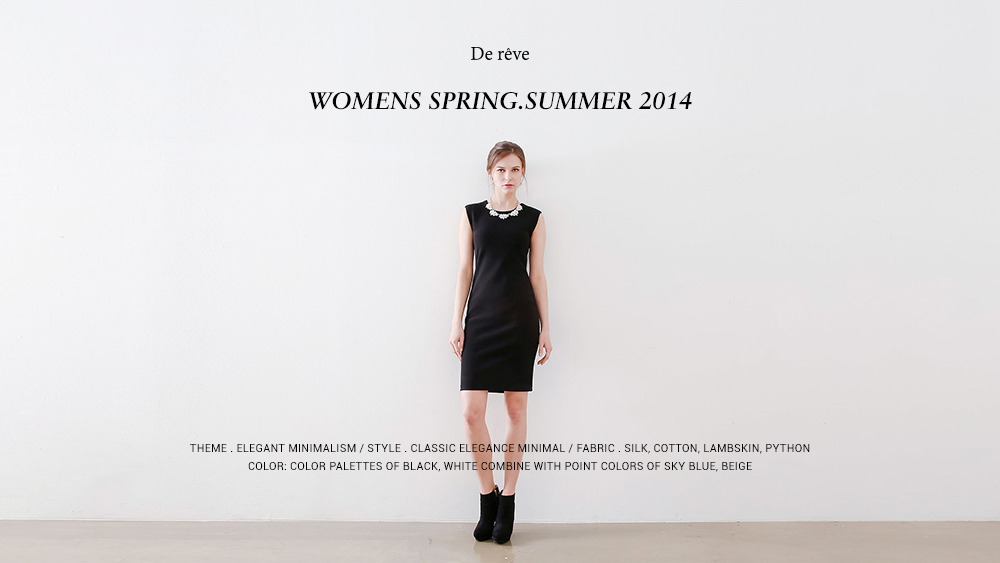 De rêve
WOMENS SPRING.SUMMER 2014
THEME . ELEGANT MINIMALISM / STYLE . CLASSIC ELEGANCE MINIMAL / FABRIC . SILK, COTTON, LAMBSKIN, PYTHON
COLOR: COLOR PALETTES OF BLACK, WHITE COMBINE WITH POINT COLORS OF SKY BLUE, BEIGE